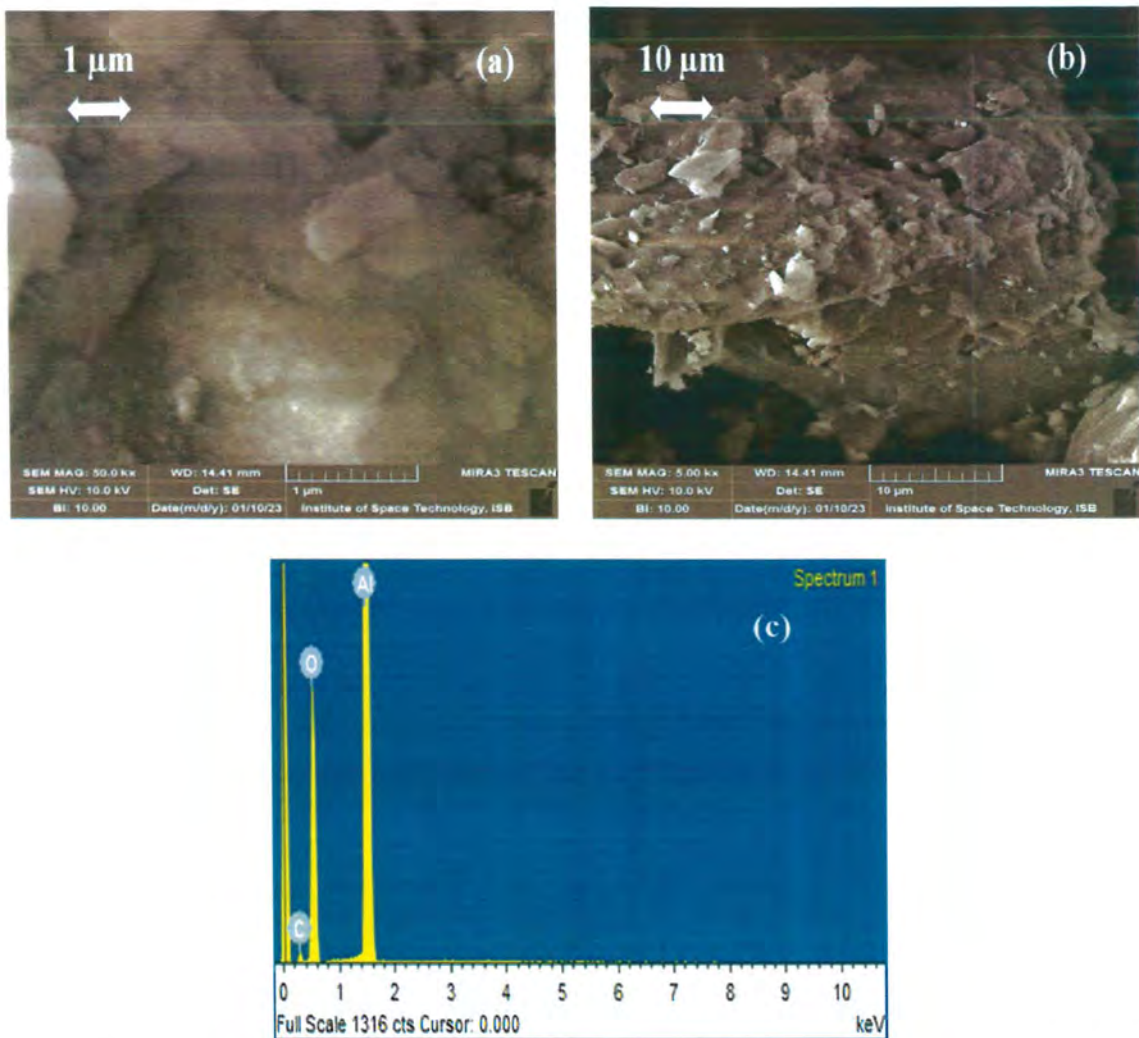 1 µm
(a)
SEM MAG: 50.0 kx
WD: 14.41 mm
MIRA3 TESCAN
SEM HV: 10.0 kV
Det: SE
1 µm
BI: 10.00
Date(m/d/y): 01/10/23
Institute of Space Technology, ISB
10 µm
(b)
SEM MAG: 5.00 kx
WD: 14.41 mm
MIRA3 TESCAN
SEM HV: 10.0 kV
Det: SE
10 µm
BI: 10.00
Date(m/d/y): 01/10/23
Institute of Space Technology, ISB
Spectrum 1
Al
(c)
O
C
0 1 2 3 4 5 6 7 8 9 10
Full Scale 1316 cts Cursor: 0.000
keV